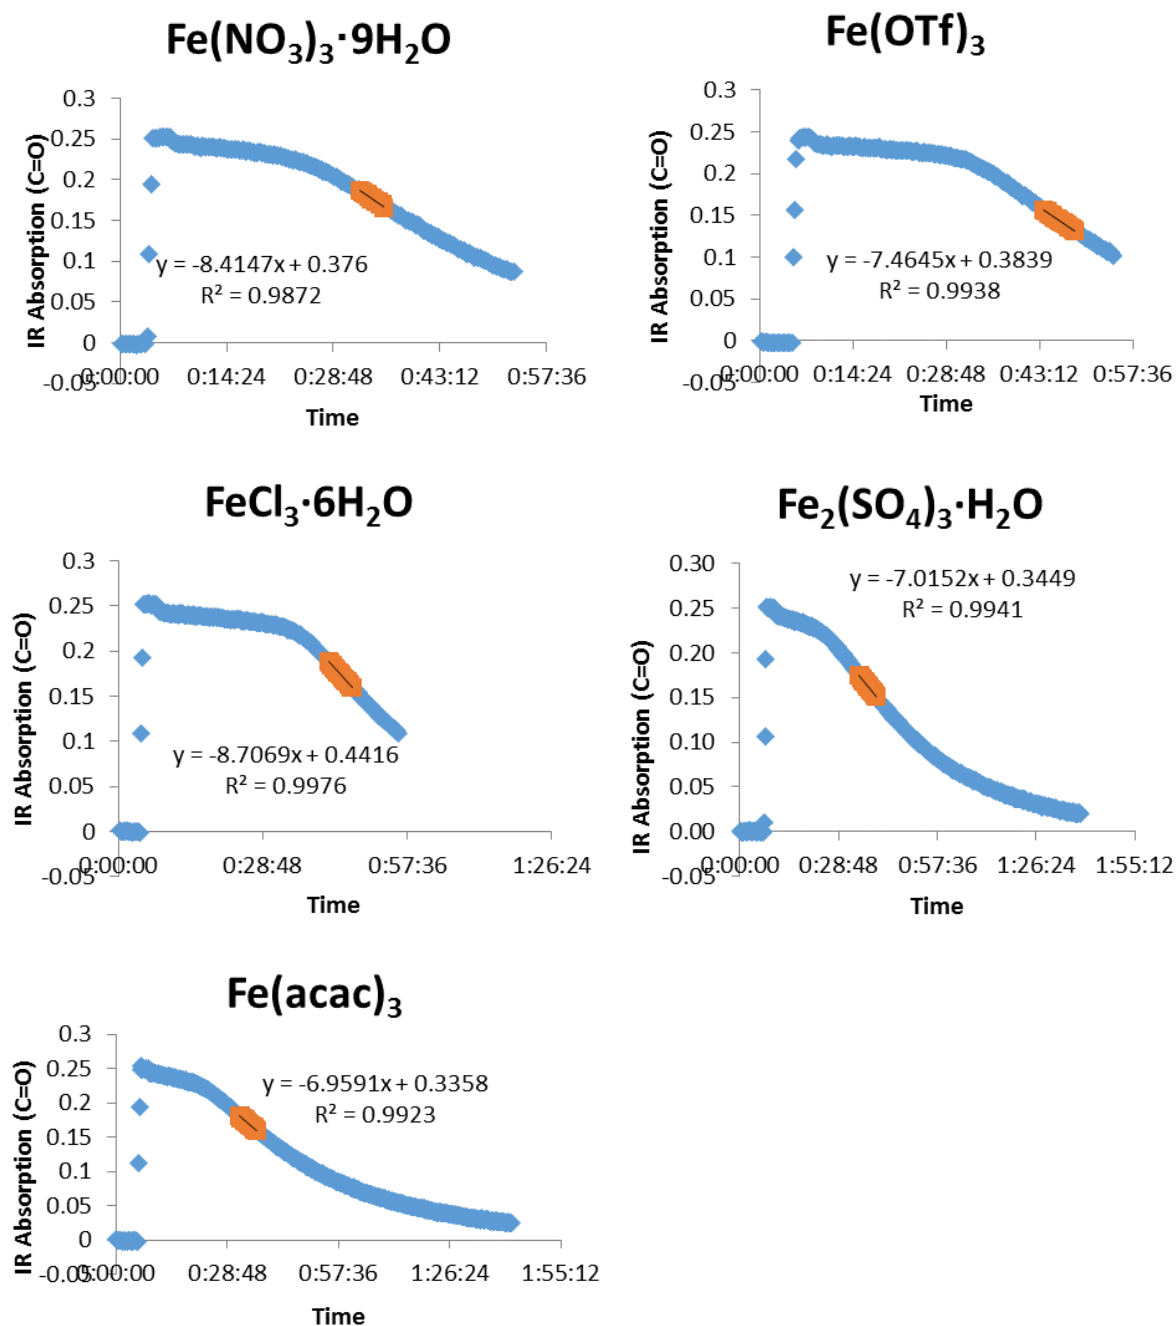 Fe(NO₃)₃·9H₂O
IR Absorption (C=O)
0.3
0.25
0.2
0.15
0.1
0.05
0
-0.05
y = -8.4147x + 0.376
R² = 0.9872
0:00:00 0:14:24 0:28:48 0:43:12 0:57:36
Time
Fe(OTf)₃
IR Absorption (C=O)
0.3
0.25
0.2
0.15
0.1
0.05
0
-0.05
y = -7.4645x + 0.3839
R² = 0.9938
0:00:00 0:14:24 0:28:48 0:43:12 0:57:36
Time
FeCl₃·6H₂O
IR Absorption (C=O)
0.3
0.25
0.2
0.15
0.1
0.05
0
-0.05
y = -8.7069x + 0.4416
R² = 0.9976
0:00:00 0:28:48 0:57:36 1:26:24
Time
Fe₂(SO₄)₃·H₂O
IR Absorption (C=O)
0.30
0.25
0.20
0.15
0.10
0.05
0.00
-0.05
y = -7.0152x + 0.3449
R² = 0.9941
0:00:00 0:28:48 0:57:36 1:26:24 1:55:12
Time
Fe(acac)₃
IR Absorption (C=O)
0.3
0.25
0.2
0.15
0.1
0.05
0
-0.05
y = -6.9591x + 0.3358
R² = 0.9923
0:00:00 0:28:48 0:57:36 1:26:24 1:55:12
Time